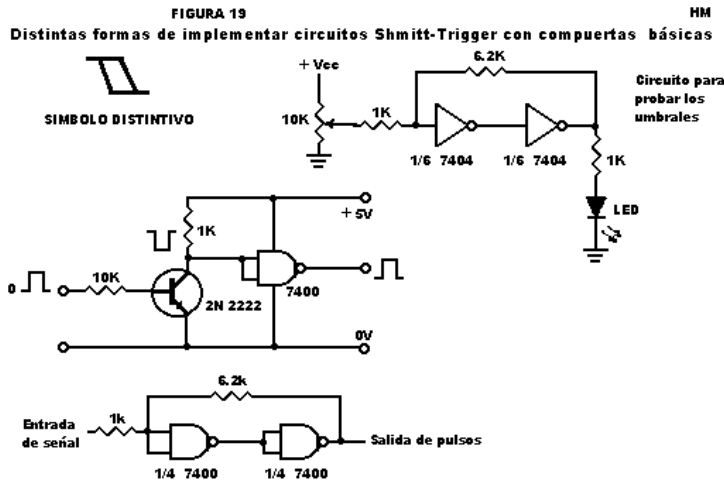 FIGURA 19
HM
Distintas formas de implementar circuitos Shmitt-Trigger con compuertas básicas
SIMBOLO DISTINTIVO
+ Vcc
10K
1K
6.2K
1/6 7404
1/6 7404
1K
LED
Circuito para
probar los
umbrales
+ 5V
1K
0
10K
2N 2222
7400
0V
Entrada
de señal
1k
6.2k
1/4 7400
1/4 7400
Salida de pulsos